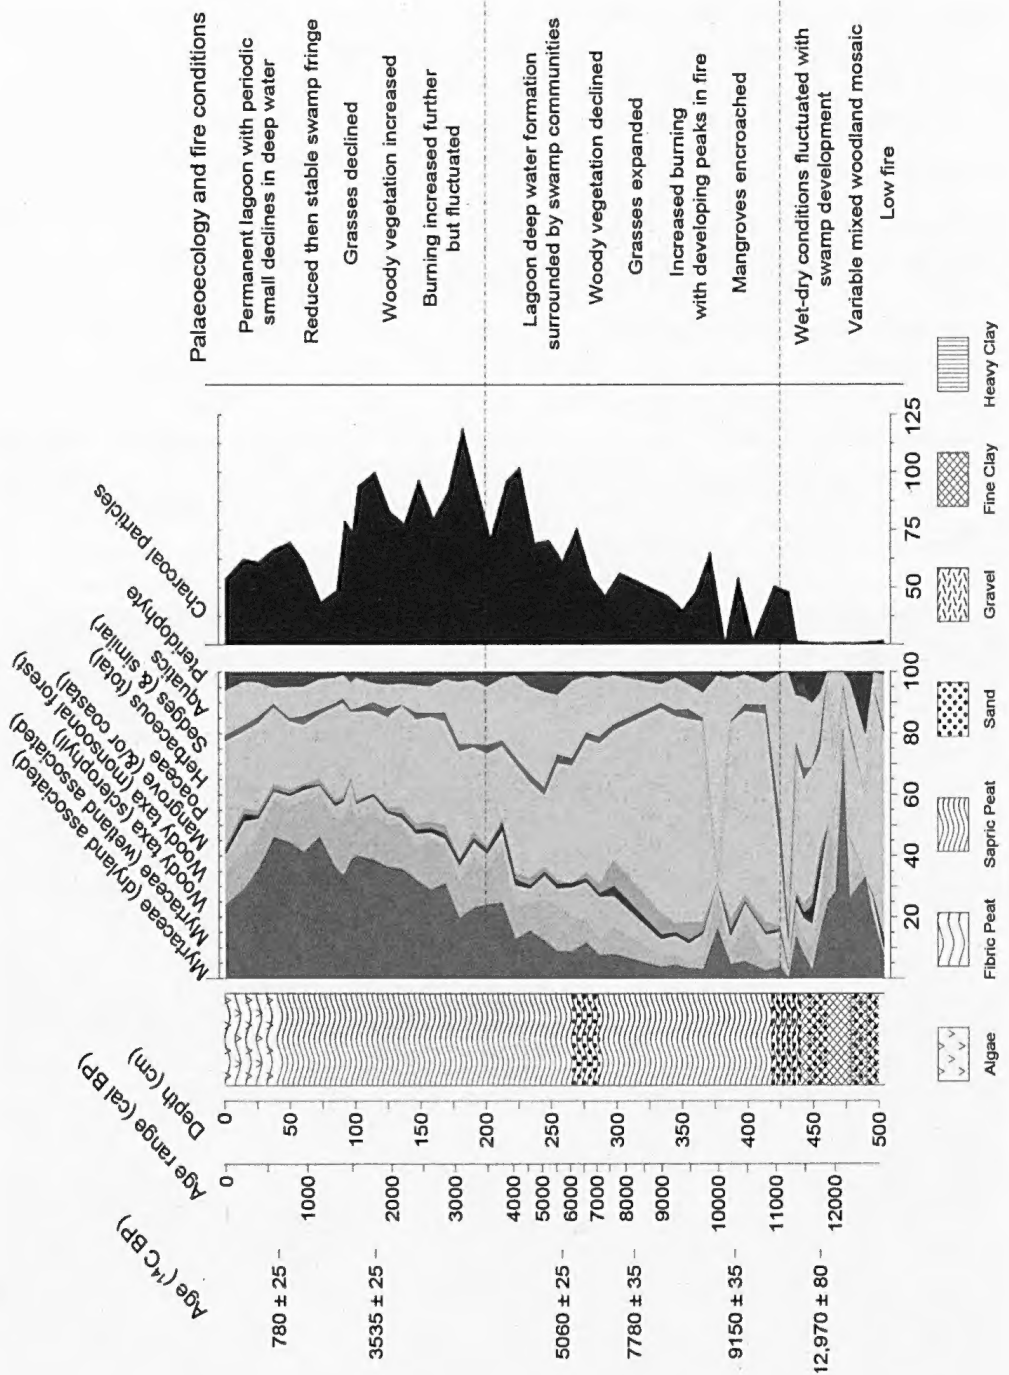 Palaeoecology and fire conditions
Permanent lagoon with periodic
small declines in deep water
Reduced then stable swamp fringe
Grasses declined
Woody vegetation increased
Burning increased further
but fluctuated
Lagoon deep water formation
surrounded by swamp communities
Woody vegetation declined
Grasses expanded
Increased burning
with developing peaks in fire
Mangroves encroached
Wet-dry conditions fluctuated with
swamp development
Variable mixed woodland mosaic
Low fire
Charcoal particles
50
75
100
125
Pteridophyte
Aquatics
Sedges (& similar)
Herbaceous (total)
Poaceae
Mangrove (&/or coastal)
Woody taxa (monsoonal forest)
Woody taxa (sclerophyll)
Myrtaceae (wetland associated)
Myrtaceae (dryland associated)
20
40
60
80
100
Depth (cm)
0
50
100
150
200
250
300
350
400
450
500
Age range (cal BP)
0
1000
2000
3000
4000
5000
6000
7000
8000
9000
10000
11000
12000
Age (¹⁴C BP)
780 ± 25
3535 ± 25
5060 ± 25
7780 ± 35
9150 ± 35
12,970 ± 80
Algae
Fibric Peat
Sapric Peat
Sand
Gravel
Fine Clay
Heavy Clay